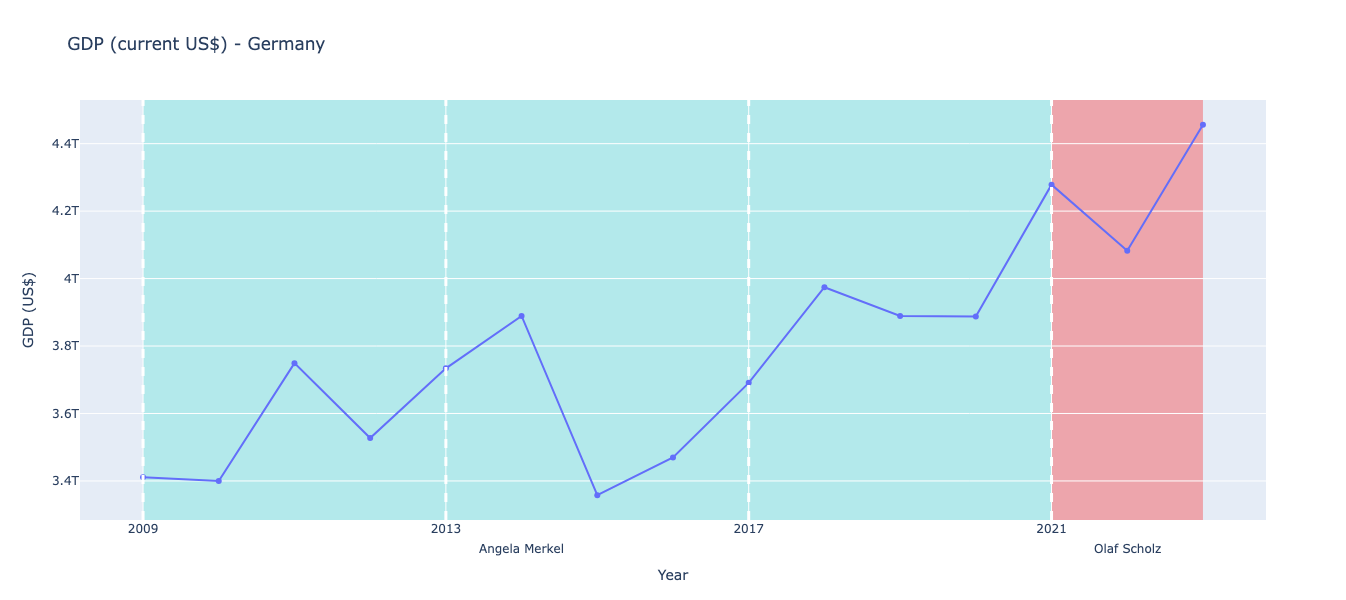 GDP (current US$) - Germany
GDP (US$)
4.4T
4.2T
4T
3.8T
3.6T
3.4T
2009 2013 2017 2021
Angela Merkel Olaf Scholz
Year